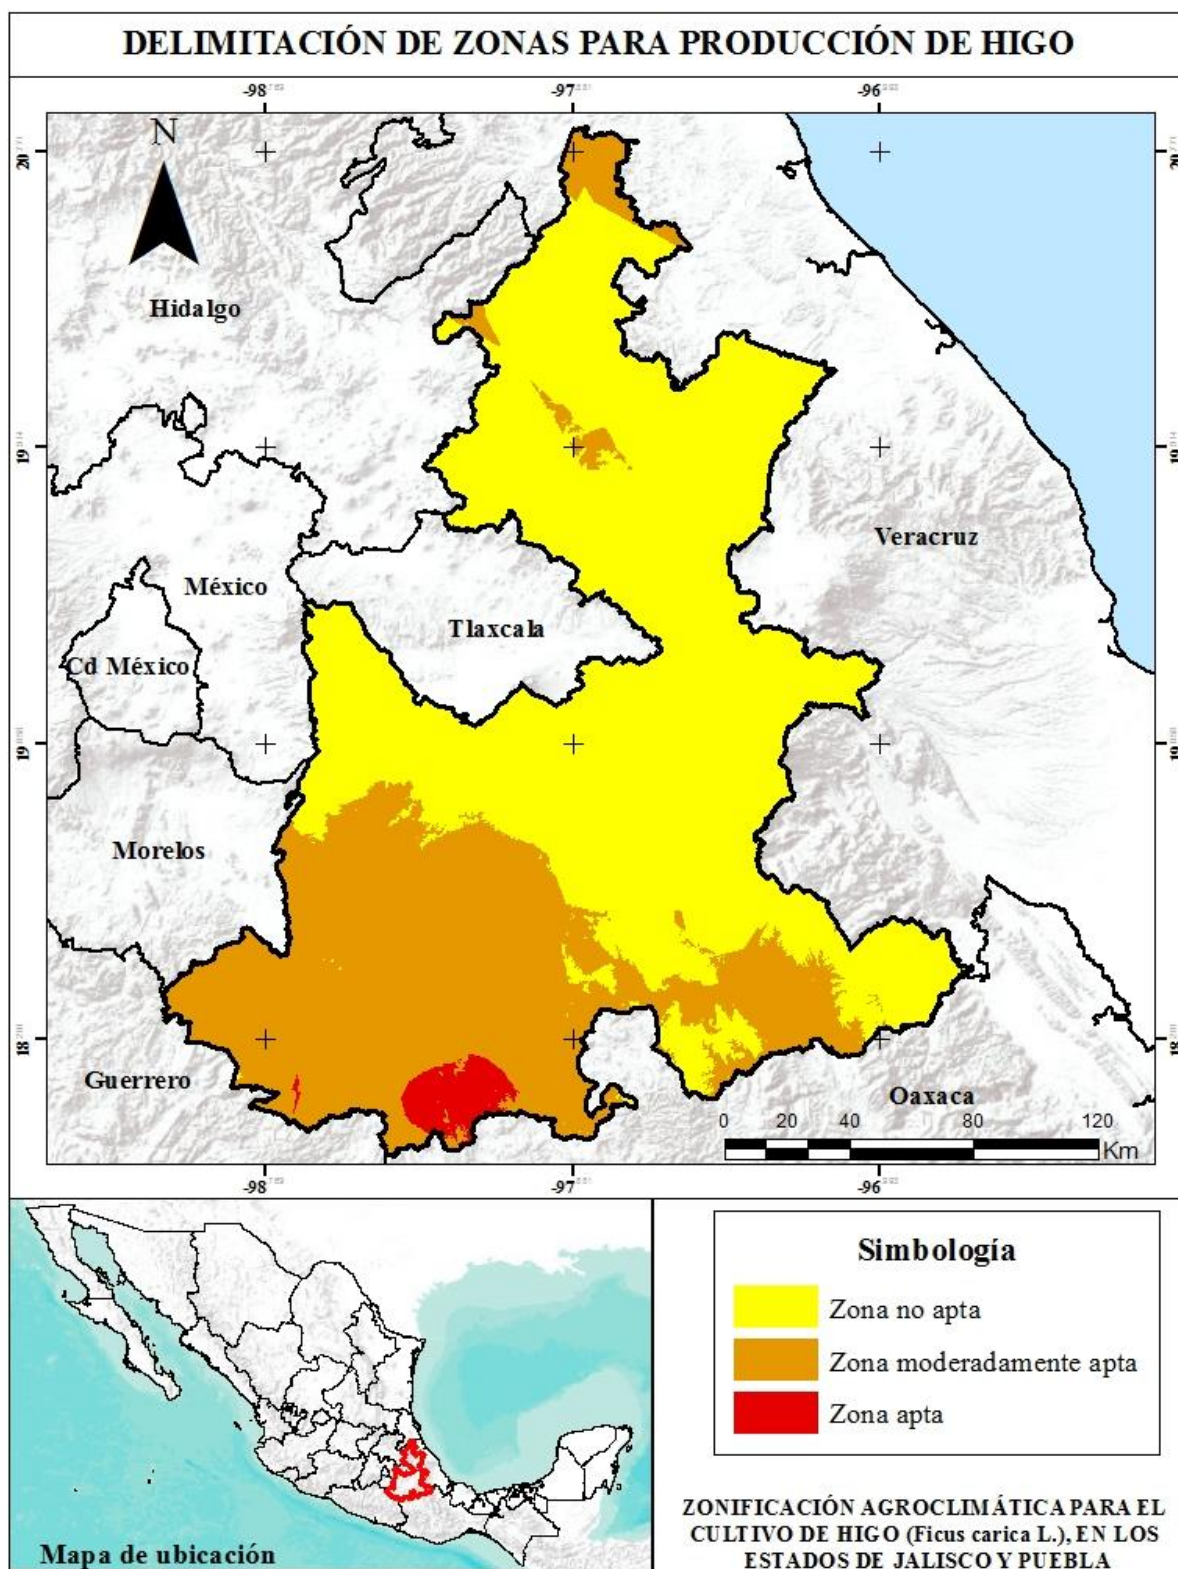 DELIMITACIÓN DE ZONAS PARA PRODUCCIÓN DE HIGO
N
Hidalgo
México
Cd México
Tlaxcala
Veracruz
Morelos
Guerrero
Oaxaca
0 20 40 80 120
Km
Simbología
Zona no apta
Zona moderadamente apta
Zona apta
Mapa de ubicación
ZONIFICACIÓN AGROCLIMÁTICA PARA EL
CULTIVO DE HIGO (Ficus carica L.), EN LOS
ESTADOS DE JALISCO Y PUEBLA